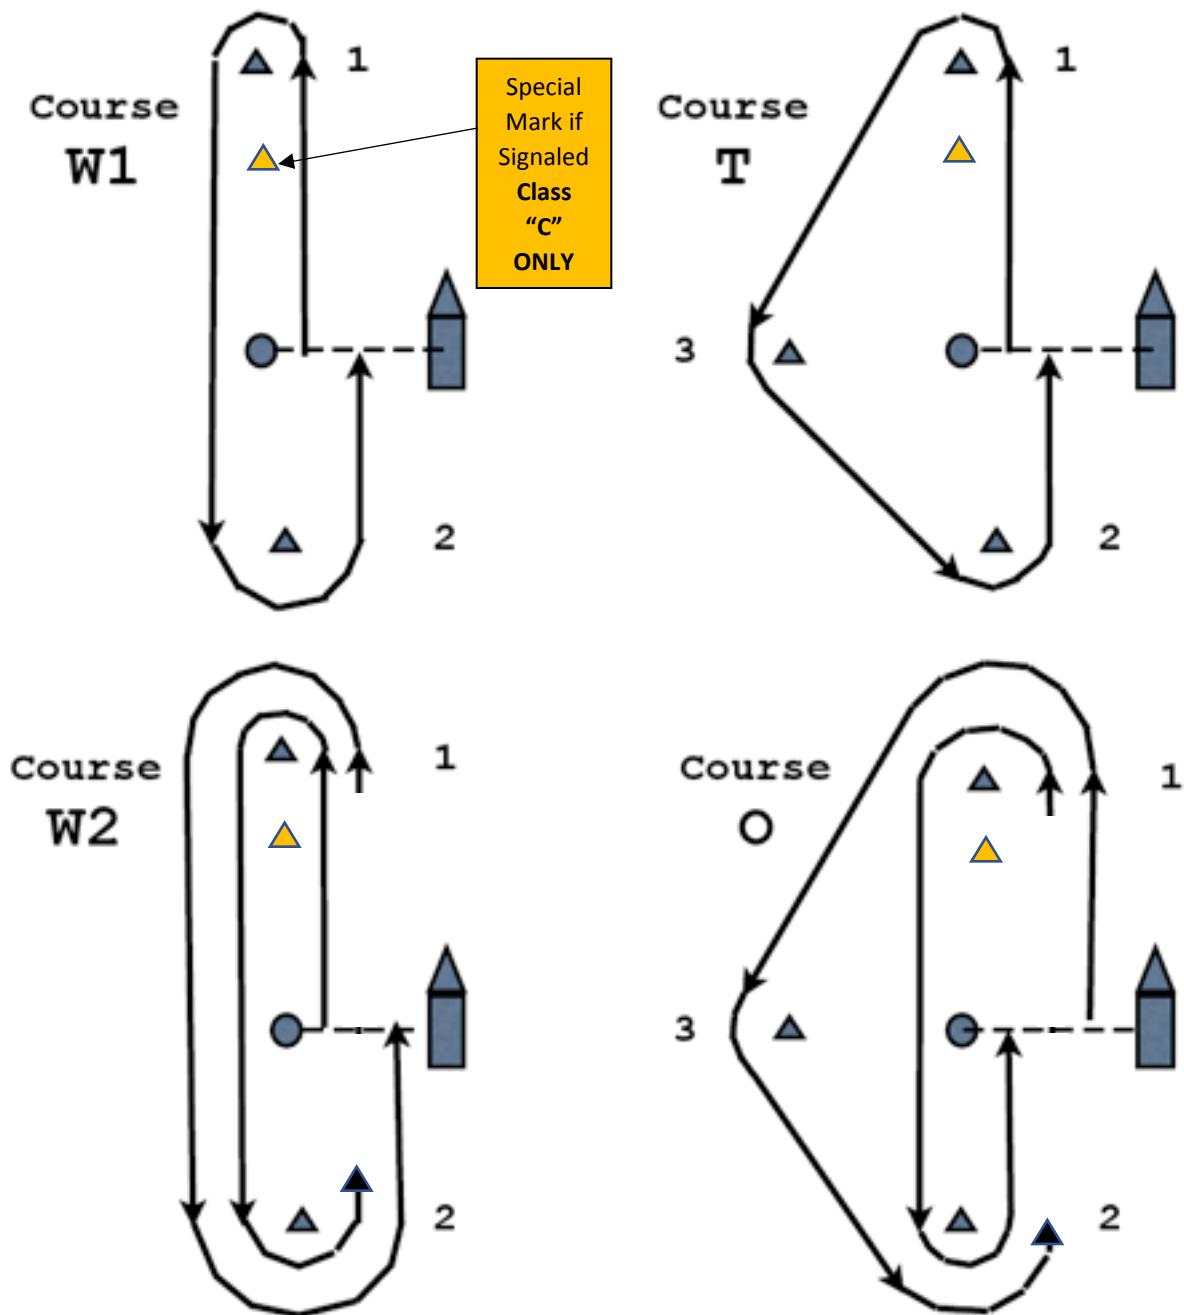 1
Course
W1
Special
Mark if
Signaled
Class
“C”
ONLY
2
1
Course
T
3
2
1
Course
W2
2
1
Course
O
3
2